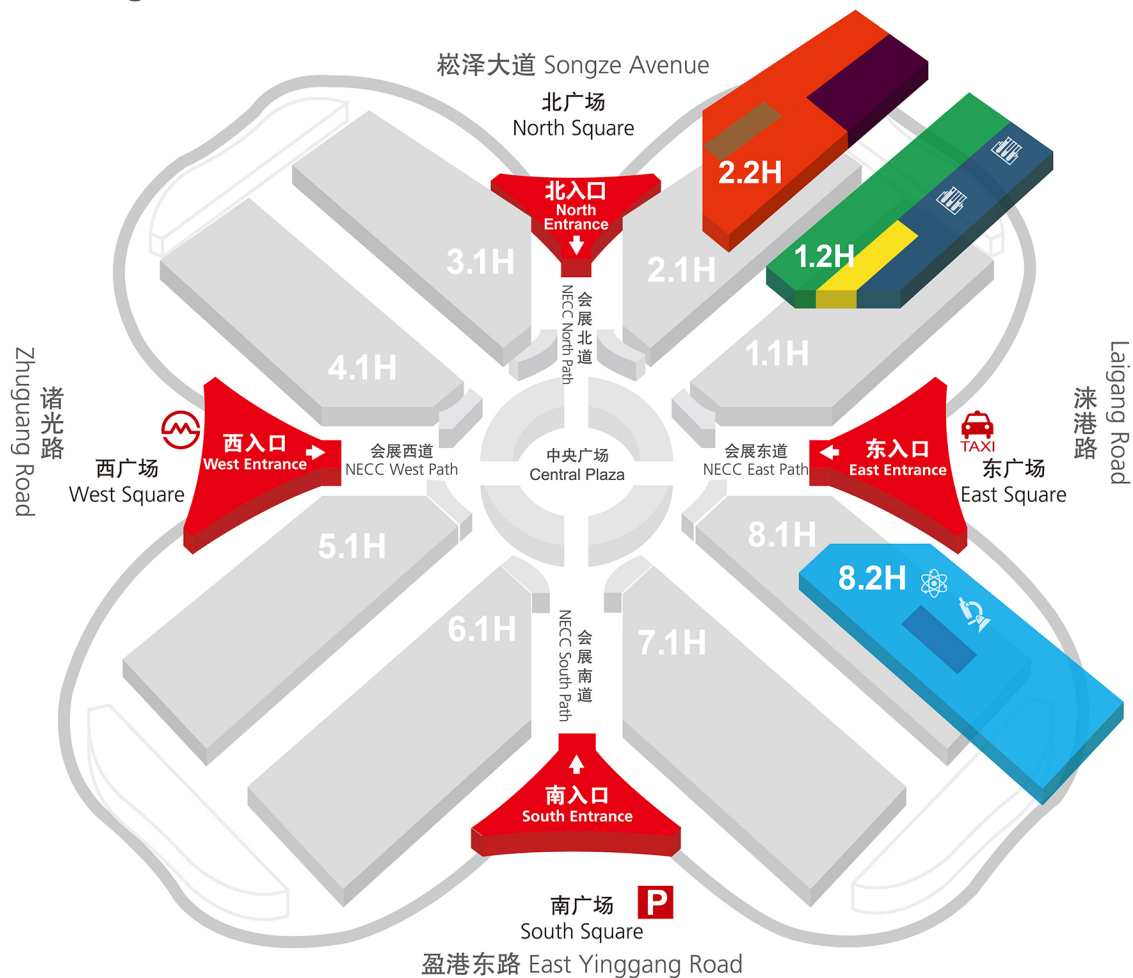 崧泽大道 Songze Avenue
北广场
North Square
北入口
North
Entrance
2.2H
1.2H
3.1H
2.1H
4.1H
1.1H
会展北道
NECC North Path
诸光路
Zhuguang Road
涞港路
Laigang Road
西广场
West Square
西入口
West Entrance
会展西道
NECC West Path
中央广场
Central Plaza
会展东道
NECC East Path
东入口
East Entrance
TAXI
东广场
East Square
5.1H
8.1H
8.2H
6.1H
7.1H
会展南道
NECC South Path
南入口
South Entrance
南广场
South Square
P
盈港东路 East Yinggang Road